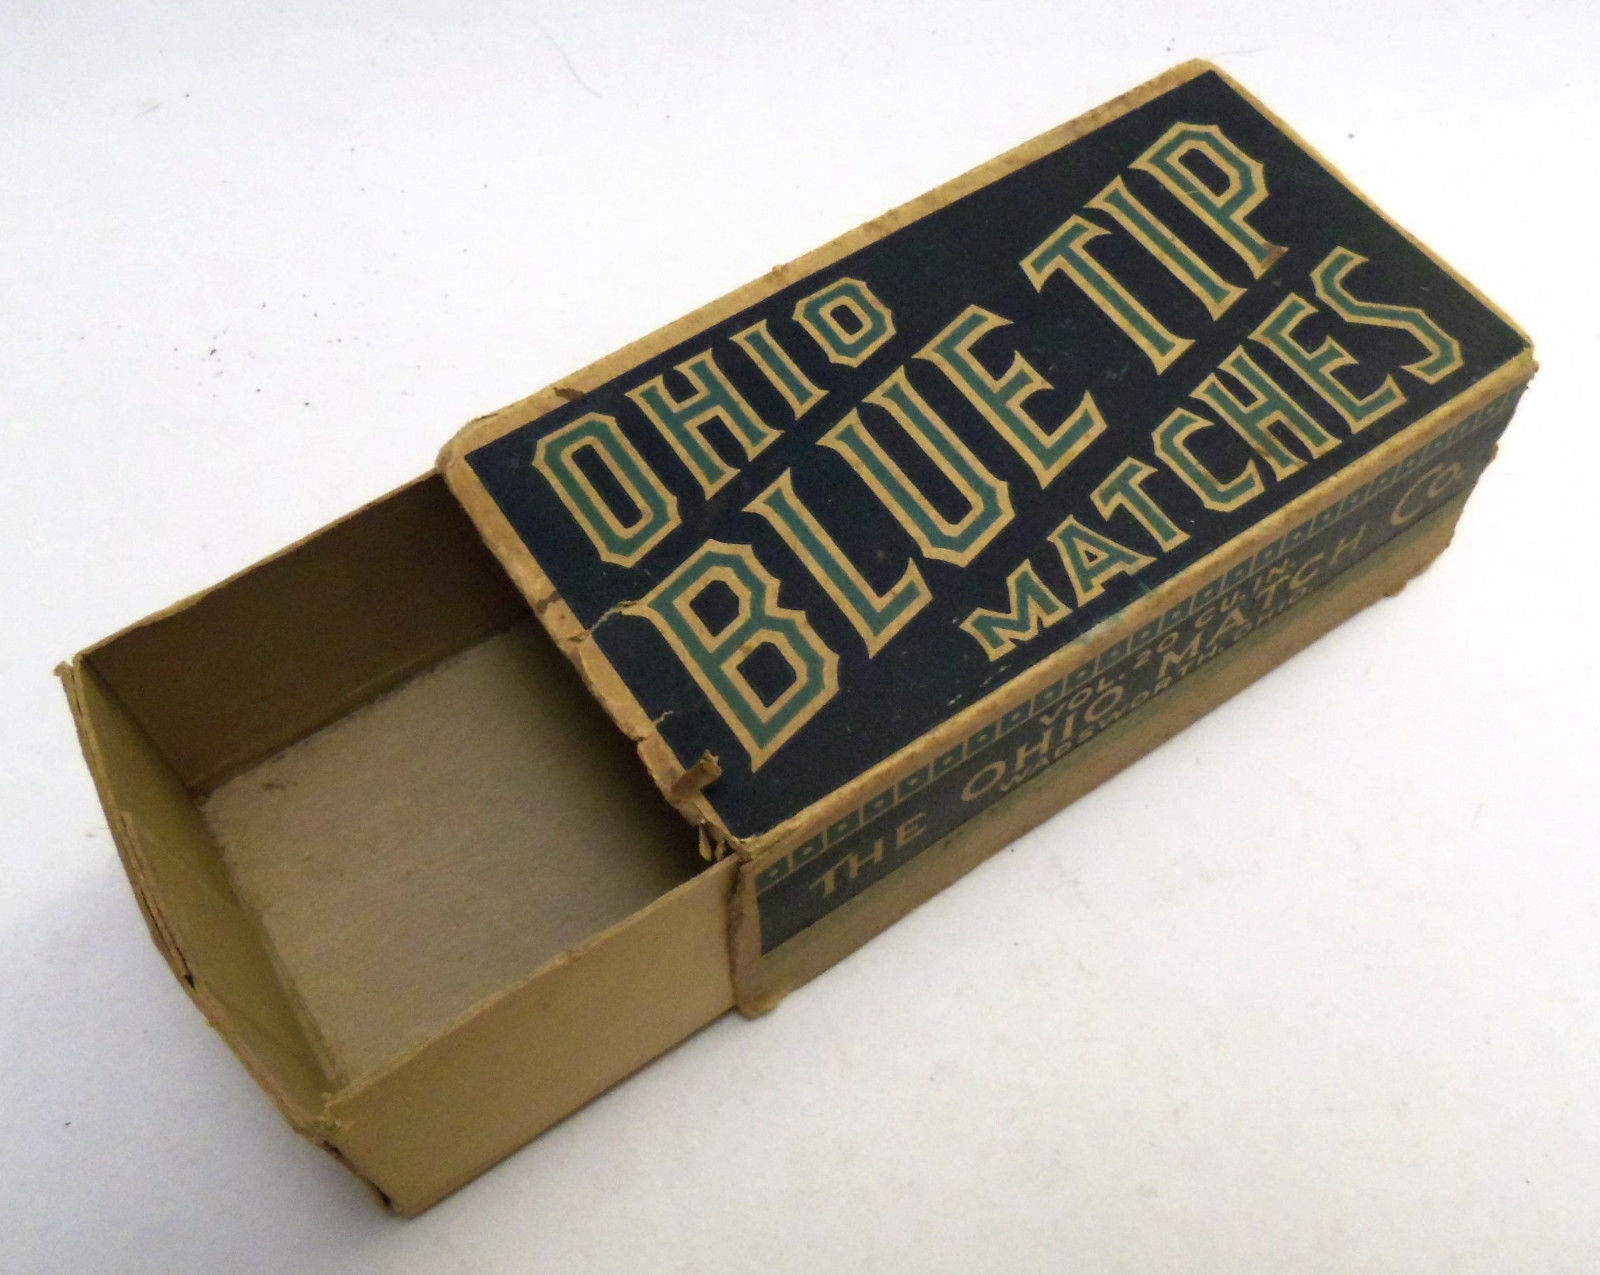 OHIO
BLUE TIP
MATCHES
VOL. 20 CU. IN.
THE OHIO MATCH CO.
WADSWORTH, OHIO.